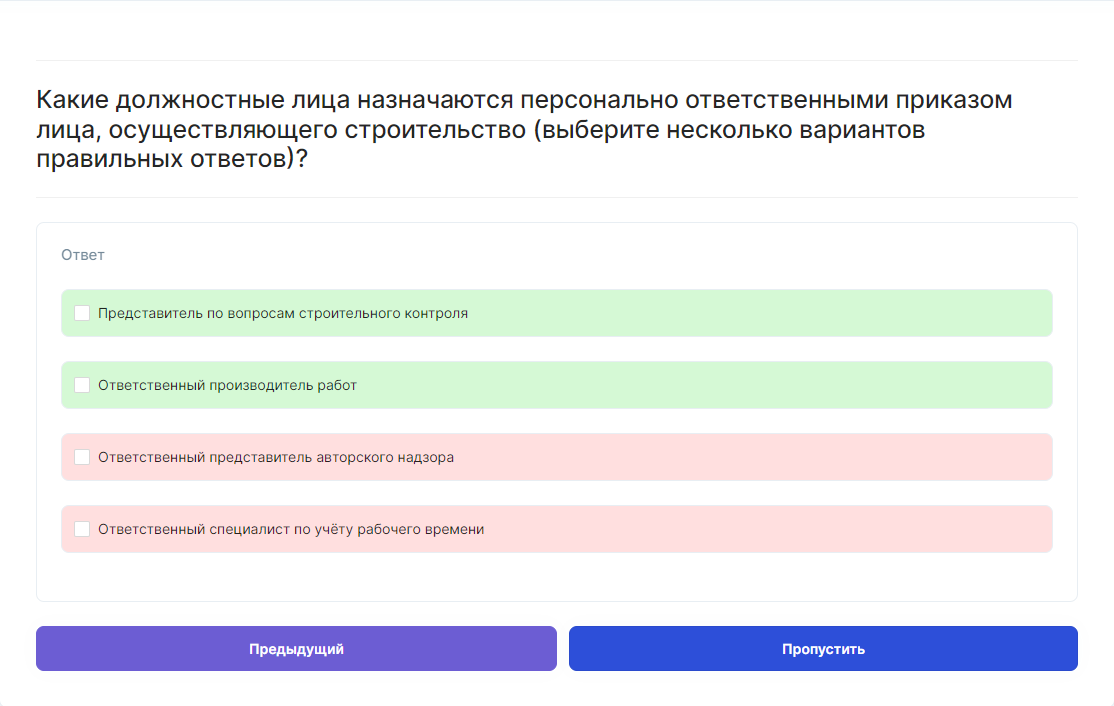 Какие должностные лица назначаются персонально ответственными приказом
лица, осуществляющего строительство (выберите несколько вариантов
правильных ответов)?
Ответ
Представитель по вопросам строительного контроля
Ответственный производитель работ
Ответственный представитель авторского надзора
Ответственный специалист по учёту рабочего времени
Предыдущий
Пропустить